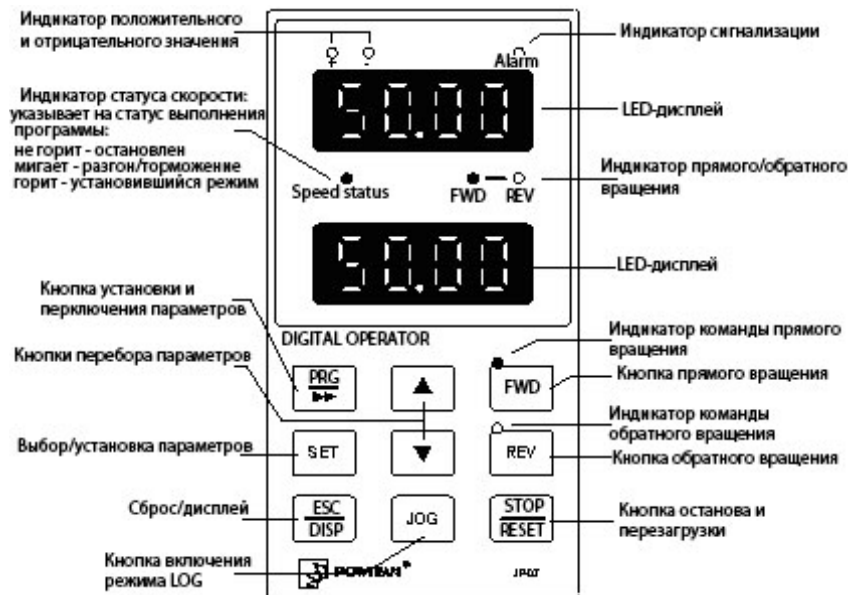 Индикатор положительного
и отрицательного значения
Индикатор сигнализации
Alarm
50.00
LED-дисплей
Индикатор статуса скорости:
указывает на статус выполнения
программы:
не горит - остановлен
мигает - разгон/торможение
горит - установившийся режим
Speed status
FWD
REV
Индикатор прямого/обратного
вращения
50.00
LED-дисплей
Кнопка установки и
перключения параметров
DIGITAL OPERATOR
Индикатор команды прямого
вращения
Кнопки перебора параметров
PRG
FWD
Кнопка прямого вращения
Индикатор команды
обратного вращения
Выбор/установка параметров
SET
REV
Кнопка обратного вращения
Сброс/дисплей
ESC
DISP
JOG
STOP
RESET
Кнопка останова и
перезагрузки
Кнопка включения
режима LOG
POWTRAN®